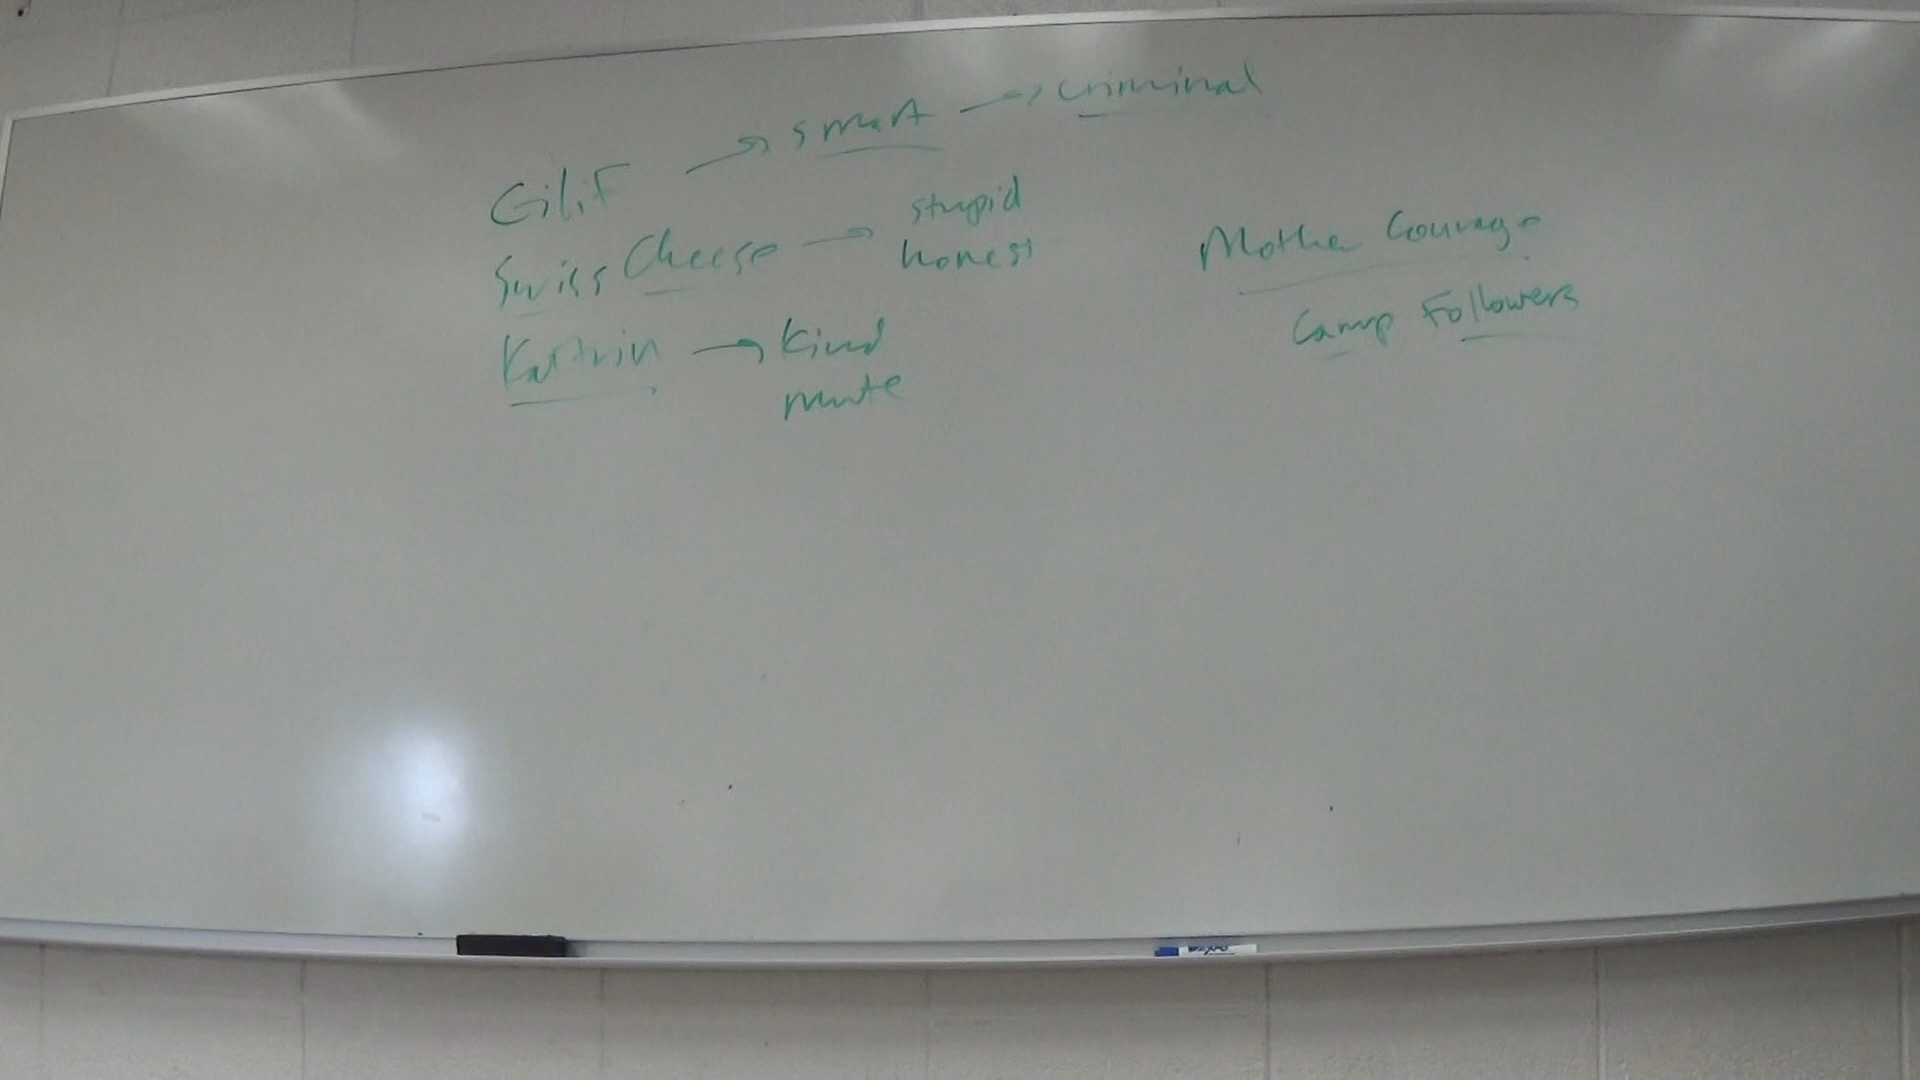 Eilif → smart → criminal
Swiss Cheese → stupid
honest
Kattrin → Kind
mute
Mother Courage
Camp Followers